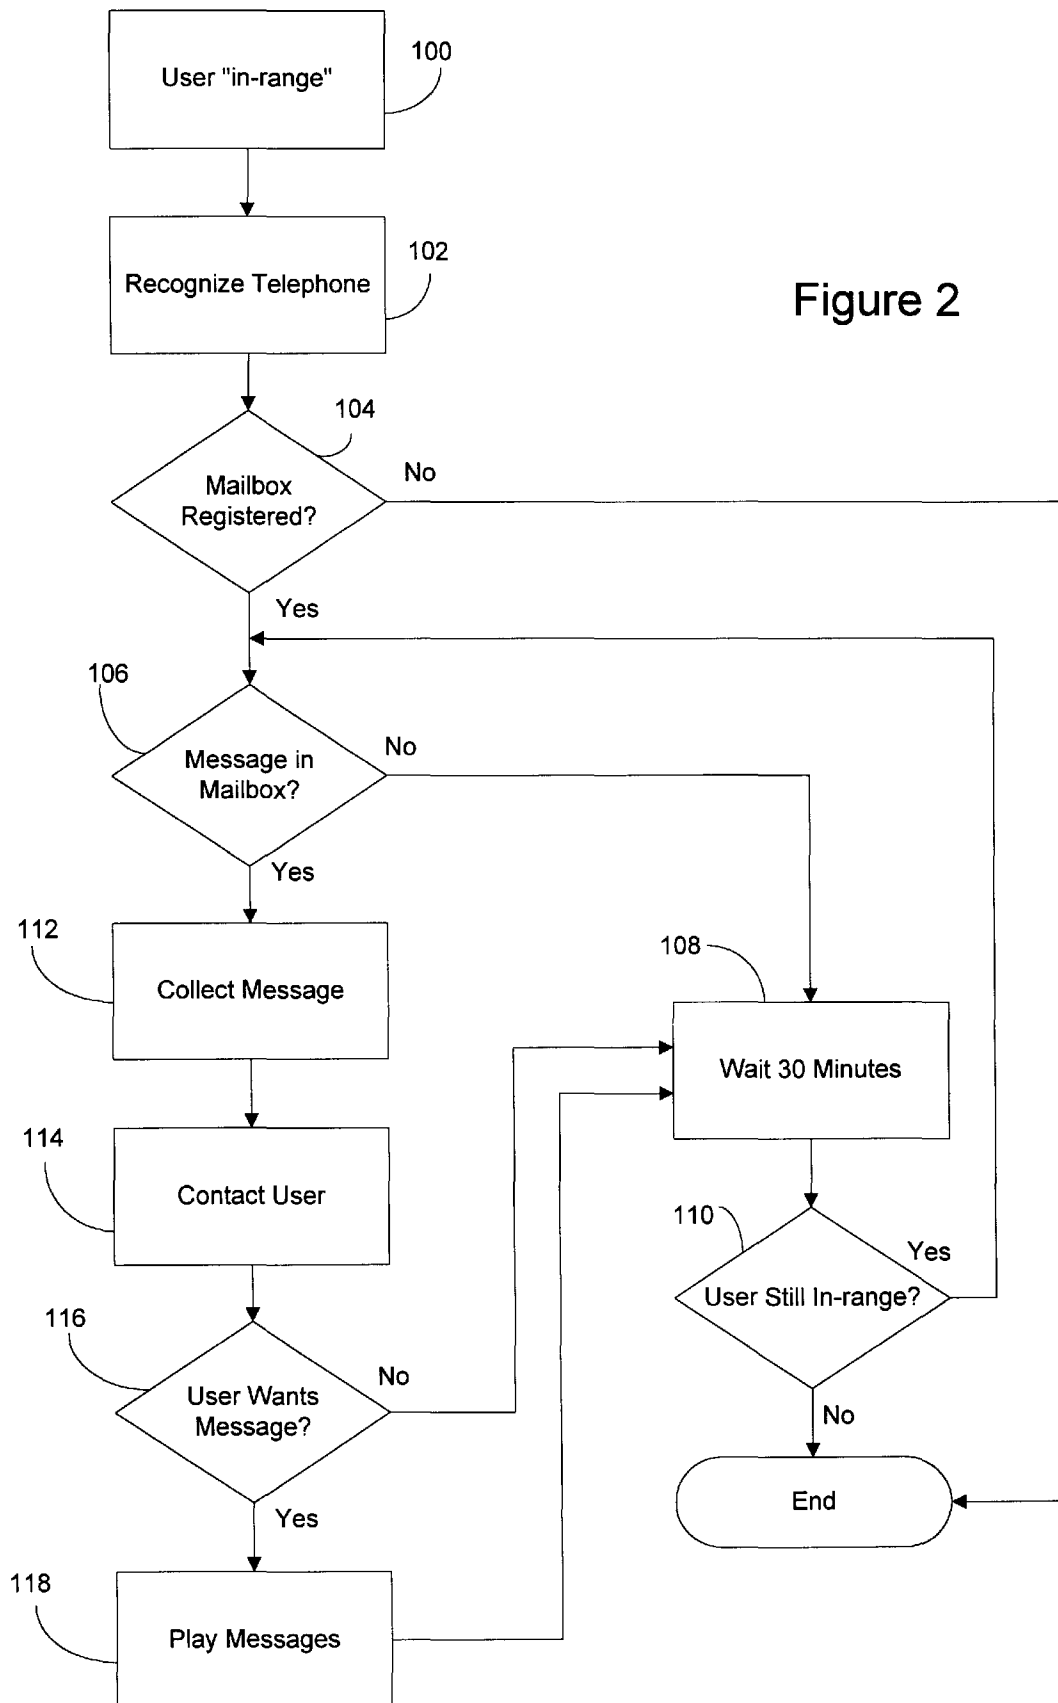 User "in-range"
100
Recognize Telephone
102
Figure 2
104
Mailbox
Registered?
No
Yes
106
Message in
Mailbox?
No
Yes
112
Collect Message
108
Wait 30 Minutes
114
Contact User
110
User Still In-range?
Yes
116
User Wants
Message?
No
No
Yes
End
118
Play Messages